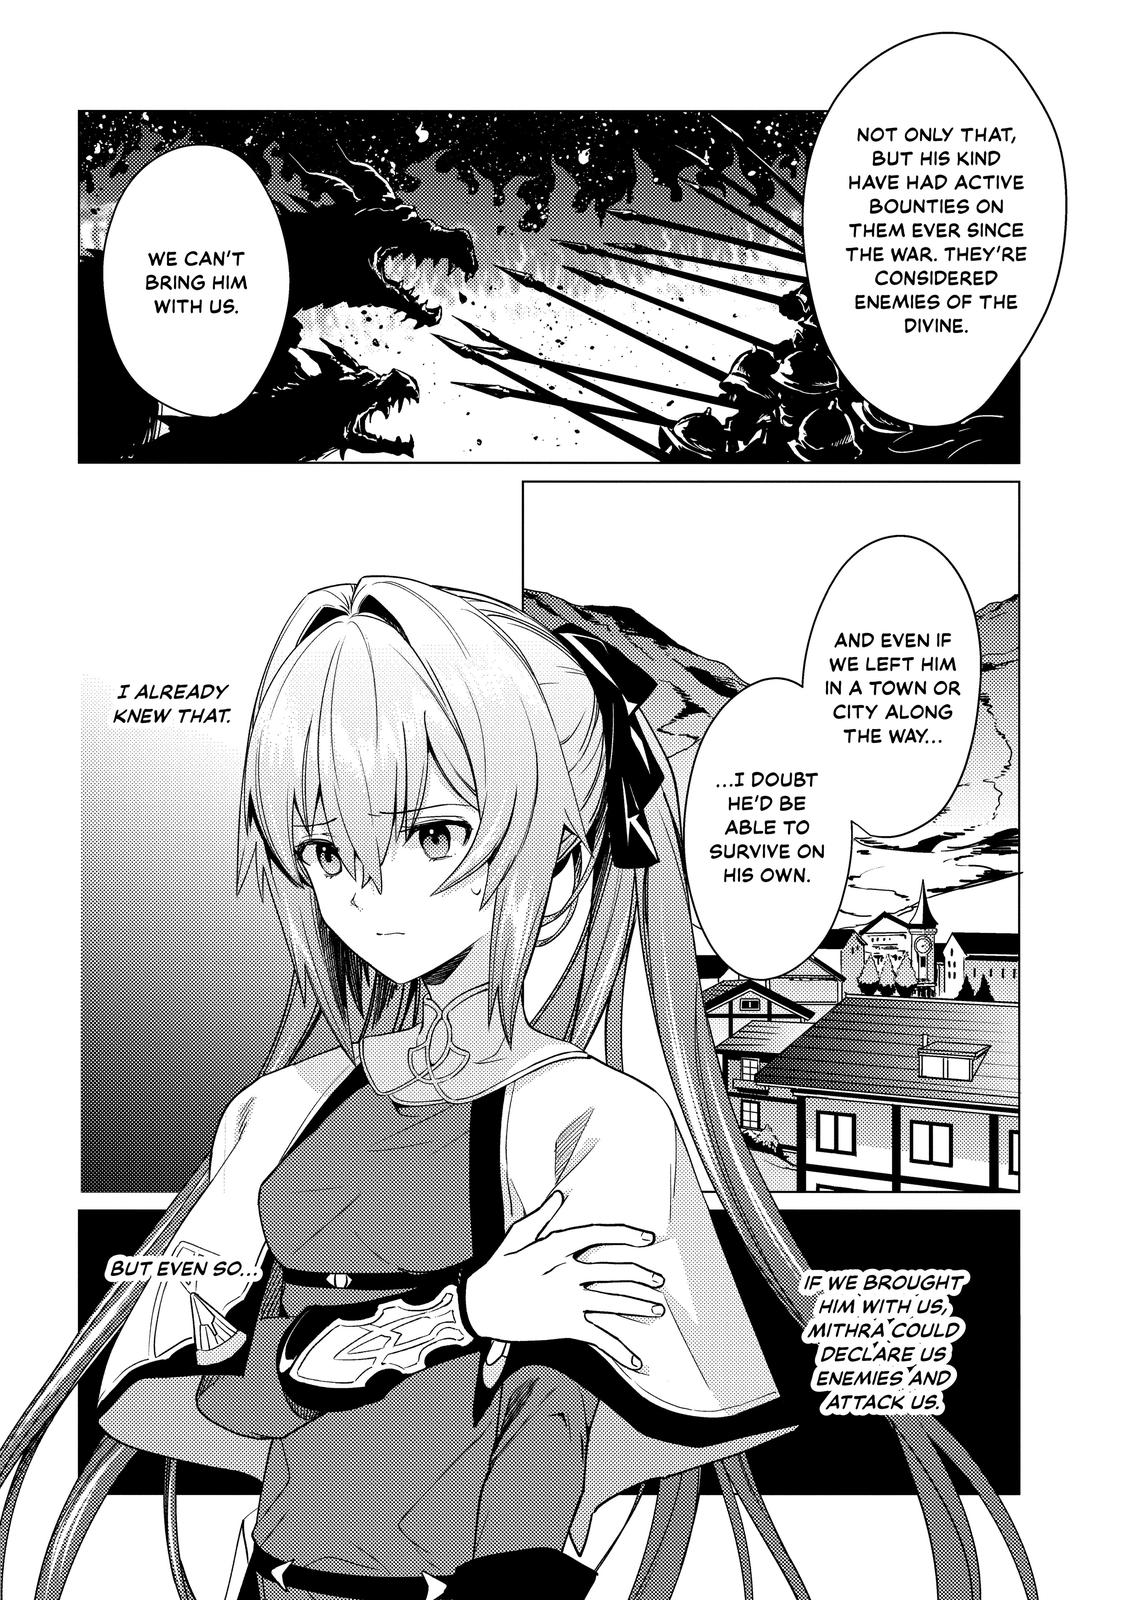 NOT ONLY THAT,
BUT HIS KIND
HAVE HAD ACTIVE
BOUNTIES ON
THEM EVER SINCE
THE WAR. THEY'RE
CONSIDERED
ENEMIES OF THE
DIVINE.
WE CAN'T
BRING HIM
WITH US.
AND EVEN IF
WE LEFT HIM
IN A TOWN OR
CITY ALONG
THE WAY...
...I DOUBT
HE'D BE
ABLE TO
SURVIVE ON
HIS OWN.
I ALREADY
KNEW THAT.
IF WE BROUGHT
HIM WITH US,
MITHRA COULD
DECLARE US
ENEMIES AND
ATTACK US.
BUT EVEN SO...